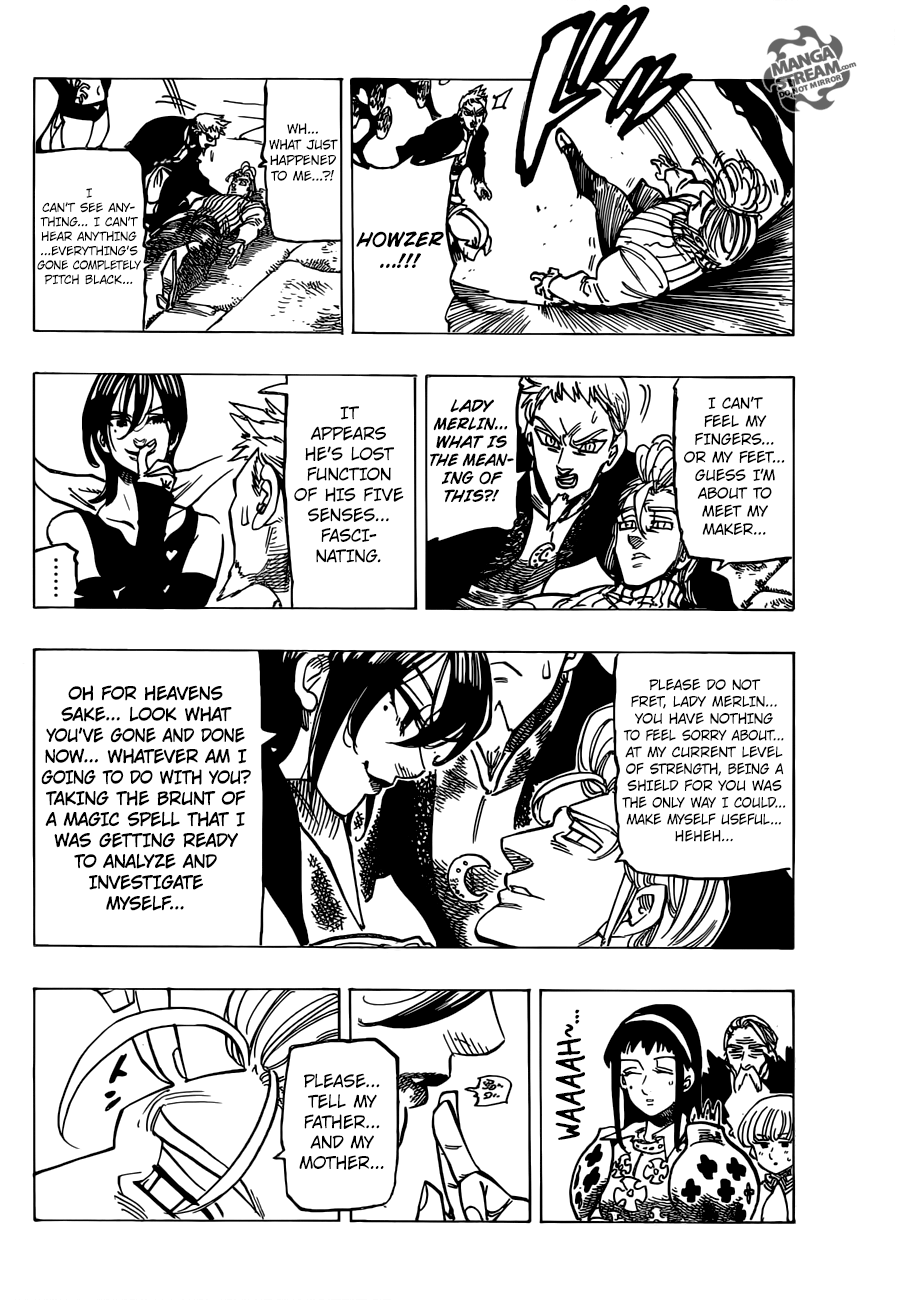 MANGA
STREAM.com
DO NOT MIRROR
HOWZER
...!!!
WH...
WHAT JUST
HAPPENED
TO ME...?!
I
CAN'T SEE ANY-
THING... I CAN'T
HEAR ANYTHING
...EVERYTHING'S
GONE COMPLETELY
PITCH BLACK...
I CAN'T
FEEL MY
FINGERS...
OR MY FEET...
GUESS I'M
ABOUT TO
MEET MY
MAKER...
LADY
MERLIN...
WHAT IS
THE MEAN-
ING OF
THIS?!
IT
APPEARS
HE'S LOST
FUNCTION
OF HIS FIVE
SENSES...
FASCI-
NATING.
......
PLEASE DO NOT
FRET, LADY MERLIN...
YOU HAVE NOTHING
TO FEEL SORRY ABOUT...
AT MY CURRENT LEVEL
OF STRENGTH, BEING A
SHIELD FOR YOU WAS
THE ONLY WAY I COULD...
MAKE MYSELF USEFUL...
HEHEH...
OH FOR HEAVENS
SAKE... LOOK WHAT
YOU'VE GONE AND DONE
NOW... WHATEVER AM I
GOING TO DO WITH YOU?
TAKING THE BRUNT OF
A MAGIC SPELL THAT I
WAS GETTING READY
TO ANALYZE AND
INVESTIGATE
MYSELF...
WAAAAH~...
PLEASE...
TELL MY
FATHER...
AND MY
MOTHER...